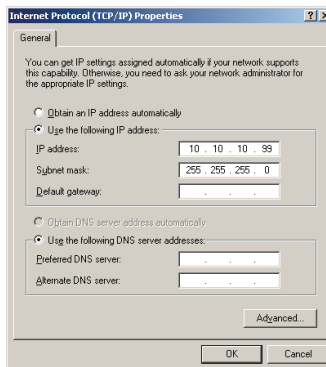 Internet Protocol (TCP/IP) Properties
General
You can get IP settings assigned automatically if your network supports
this capability. Otherwise, you need to ask your network administrator for
the appropriate IP settings.
Obtain an IP address automatically
Use the following IP address:
IP address: 10 . 10 . 10 . 99
Subnet mask: 255 . 255 . 255 . 0
Default gateway: . . .
Obtain DNS server address automatically
Use the following DNS server addresses:
Preferred DNS server: . . .
Alternate DNS server: . . .
Advanced...
OK Cancel